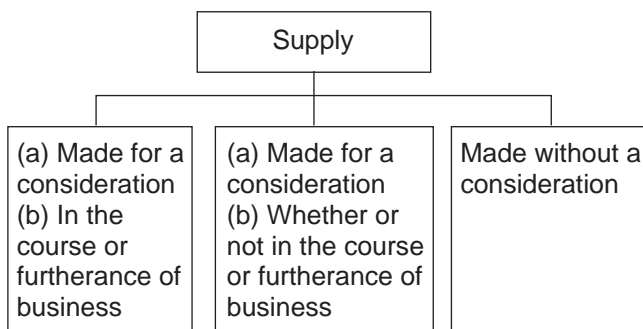 Supply
(a) Made for a
consideration
(b) In the
course or
furtherance of
business
(a) Made for a
consideration
(b) Whether or
not in the course
or furtherance of
business
Made without a
consideration